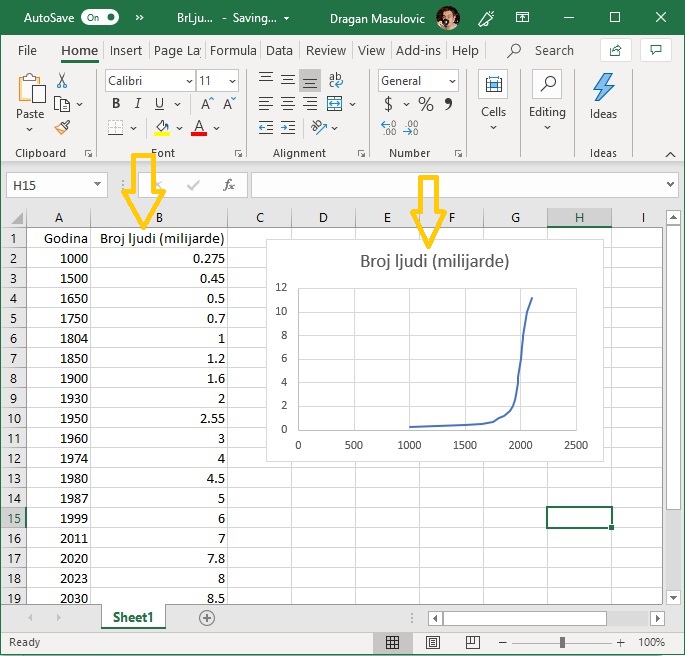 AutoSave On » BrLju... - Saving... Dragan Masulovic
File Home Insert Page La Formula Data Review View Add-ins Help Search
Calibri 11 ab General
Paste B I U A A $ % 9 Cells Editing Ideas
A .00 .00
Clipboard Font Alignment Number Ideas
H15 fx
A B C D E F G H I
1 Godina Broj ljudi (milijarde)
2 1000 0.275
3 1500 0.45
4 1650 0.5
5 1750 0.7
6 1804 1
7 1850 1.2
8 1900 1.6
9 1930 2
10 1950 2.55
11 1960 3
12 1974 4
13 1980 4.5
14 1987 5
15 1999 6
16 2011 7
17 2020 7.8
18 2023 8
19 2030 8.5
Broj ljudi (milijarde)
12
10
8
6
4
2
0
0 500 1000 1500 2000 2500
Sheet1
Ready 100%